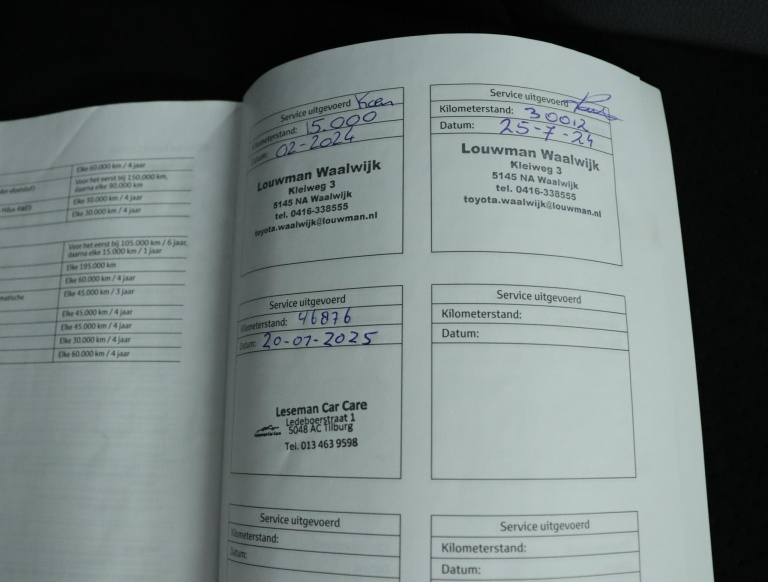 Elke 60.000 km / 4 jaar
Voor het eerst bij 150.000 km,
daarna elke 90.000 km
Elke 30.000 km / 4 jaar
Elke 30.000 km / 4 jaar
Voor het eerst bij 105.000 km / 6 jaar,
daarna elke 15.000 km / 1 jaar
Elke 195.000 km
Elke 60.000 km / 4 jaar
Elke 45.000 km / 3 jaar
Elke 45.000 km / 4 jaar
Elke 45.000 km / 4 jaar
Elke 30.000 km / 4 jaar
Elke 60.000 km / 4 jaar
Service uitgevoerd
Kilometerstand: 15.000
Datum: 02-2024
Louwman Waalwijk
Kleiweg 3
5145 NA Waalwijk
tel. 0416-338555
toyota.waalwijk@louwman.nl
Service uitgevoerd
Kilometerstand: 30012
Datum: 25-7-24
Louwman Waalwijk
Kleiweg 3
5145 NA Waalwijk
tel. 0416-338555
toyota.waalwijk@louwman.nl
Service uitgevoerd
Kilometerstand: 46876
Datum: 20-01-2025
Leseman Car Care
Ledeboerstraat 1
5048 AC Tilburg
Tel. 013 463 9598
Service uitgevoerd
Kilometerstand:
Datum:
Service uitgevoerd
Kilometerstand:
Datum:
Service uitgevoerd
Kilometerstand:
Datum: